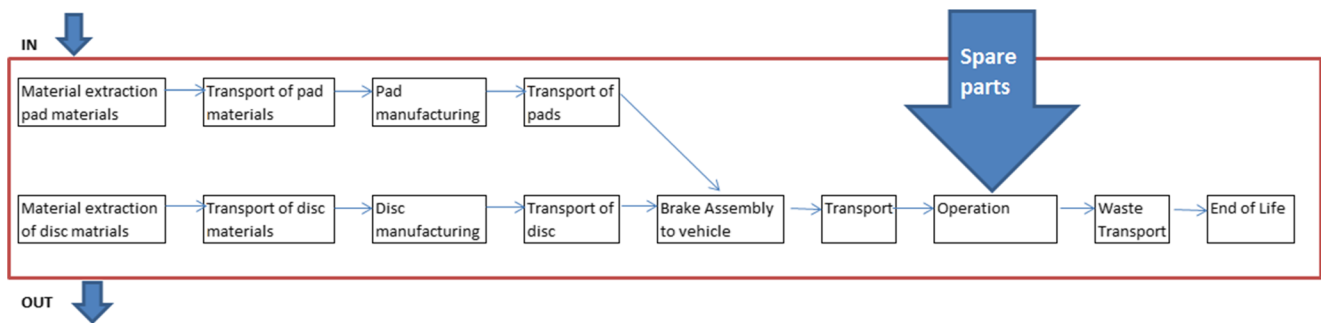 IN
Spare
parts
Material extraction
pad materials
Transport of pad
materials
Pad
manufacturing
Transport of
pads
Material extraction
of disc matrials
Transport of disc
materials
Disc
manufacturing
Transport of
disc
Brake Assembly
to vehicle
Transport
Operation
Waste
Transport
End of Life
OUT